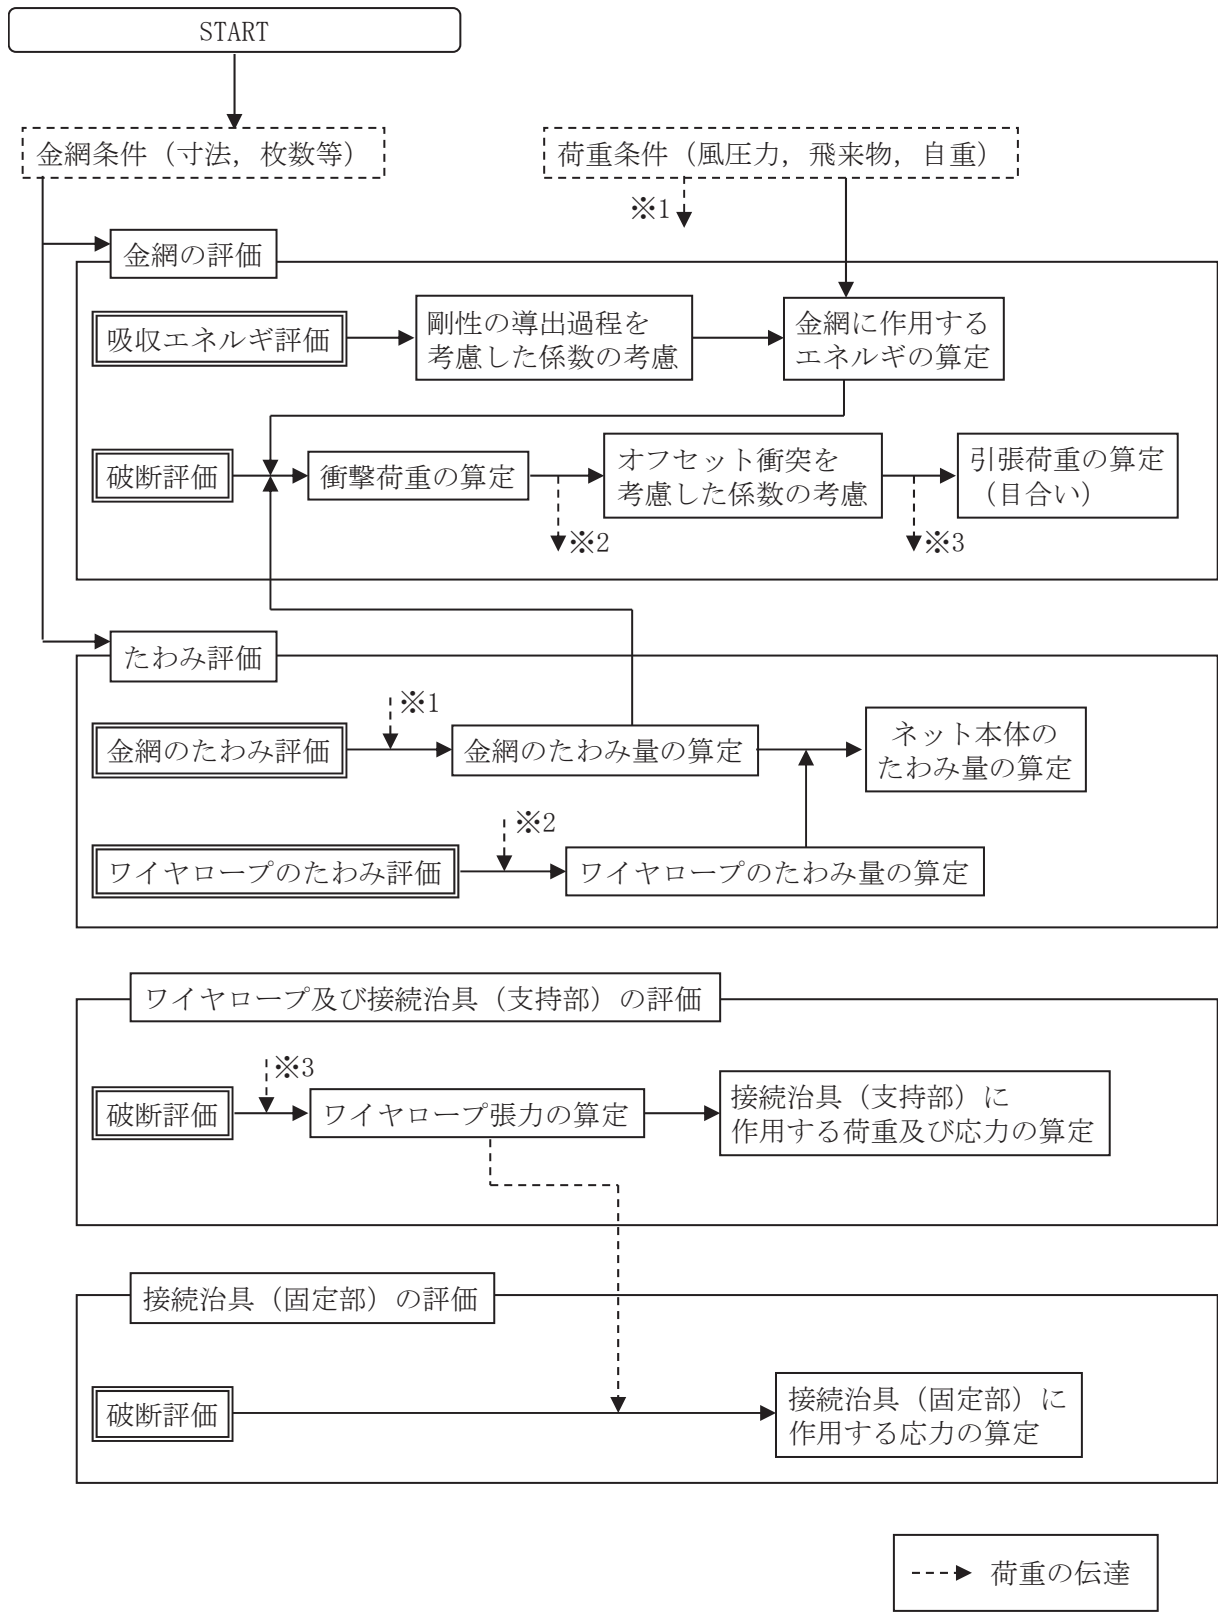 START
金網条件（寸法，枚数等）
荷重条件（風圧力，飛来物，自重）
※1
金網の評価
吸収エネルギ評価
剛性の導出過程を
考慮した係数の考慮
金網に作用する
エネルギの算定
破断評価
衝撃荷重の算定
オフセット衝突を
考慮した係数の考慮
引張荷重の算定
（目合い）
※2
※3
たわみ評価
※1
金網のたわみ評価
金網のたわみ量の算定
ネット本体の
たわみ量の算定
※2
ワイヤロープのたわみ評価
ワイヤロープのたわみ量の算定
ワイヤロープ及び接続治具（支持部）の評価
※3
破断評価
ワイヤロープ張力の算定
接続治具（支持部）に
作用する荷重及び応力の算定
接続治具（固定部）の評価
破断評価
接続治具（固定部）に
作用する応力の算定
荷重の伝達